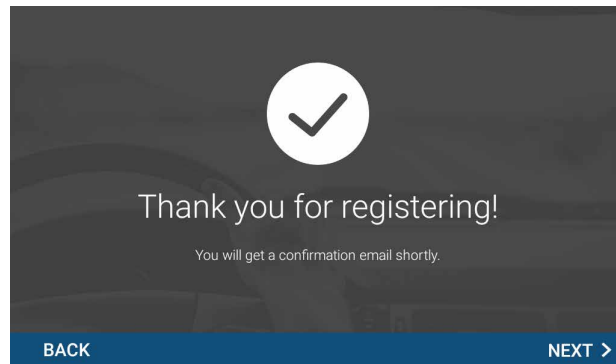 Thank you for registering!
You will get a confirmation email shortly.
BACK
NEXT >